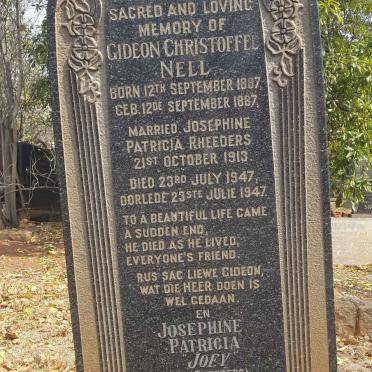 SACRED AND LOVING
MEMORY OF
GIDEON CHRISTOFFEL
NELL
BORN 12TH SEPTEMBER 1887,
GEB. 12DE SEPTEMBER 1887,
MARRIED JOSEPHINE
PATRICIA RHEEDERS
21ST OCTOBER 1913.
DIED 23RD JULY 1947,
OORLEDE 23STE JULIE 1947.
TO A BEAUTIFUL LIFE CAME
A SUDDEN END,
HE DIED AS HE LIVED,
EVERYONE'S FRIEND.
RUS SAC LIEWE GIDEON,
WAT DIE HEER DOEN IS
WEL GEDAAN.
EN
JOSEPHINE
PATRICIA
JOEY